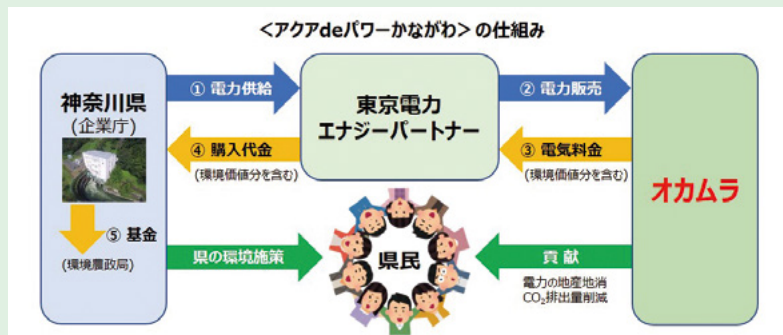 ＜アクアdeパワーかながわ＞の仕組み
神奈川県
(企業庁)
① 電力供給
東京電力
エナジーパートナー
② 電力販売
④ 購入代金
(環境価値分を含む)
③ 電気料金
(環境価値分を含む)
オカムラ
⑤ 基金
(環境農政局)
県の環境施策
県民
貢 献
電力の地産地消
CO₂排出量削減